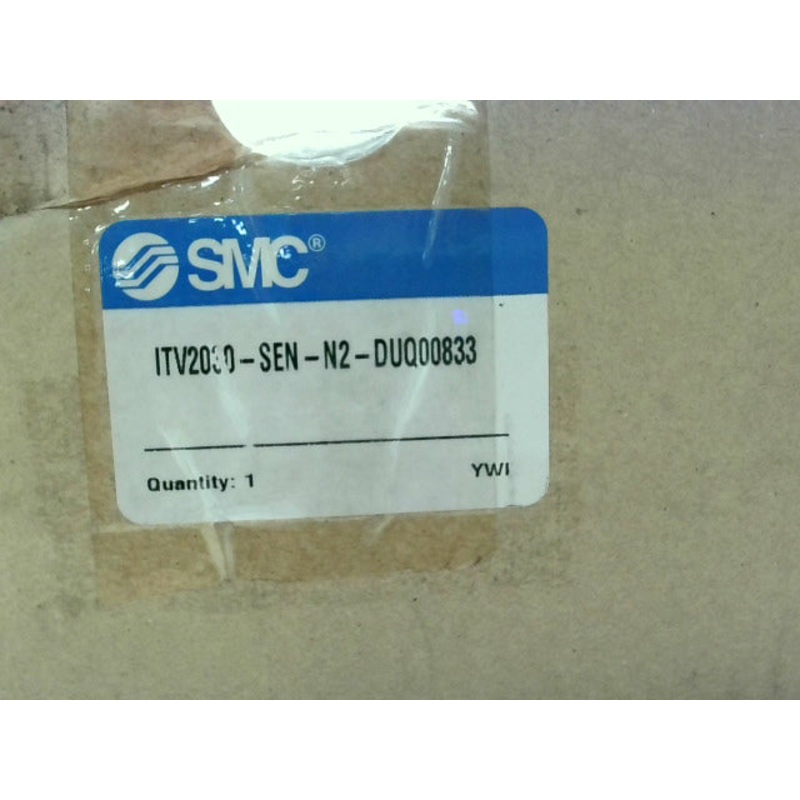 SMC®
ITV2030-SEN-N2-DUQ00833
Quantity: 1 YWI